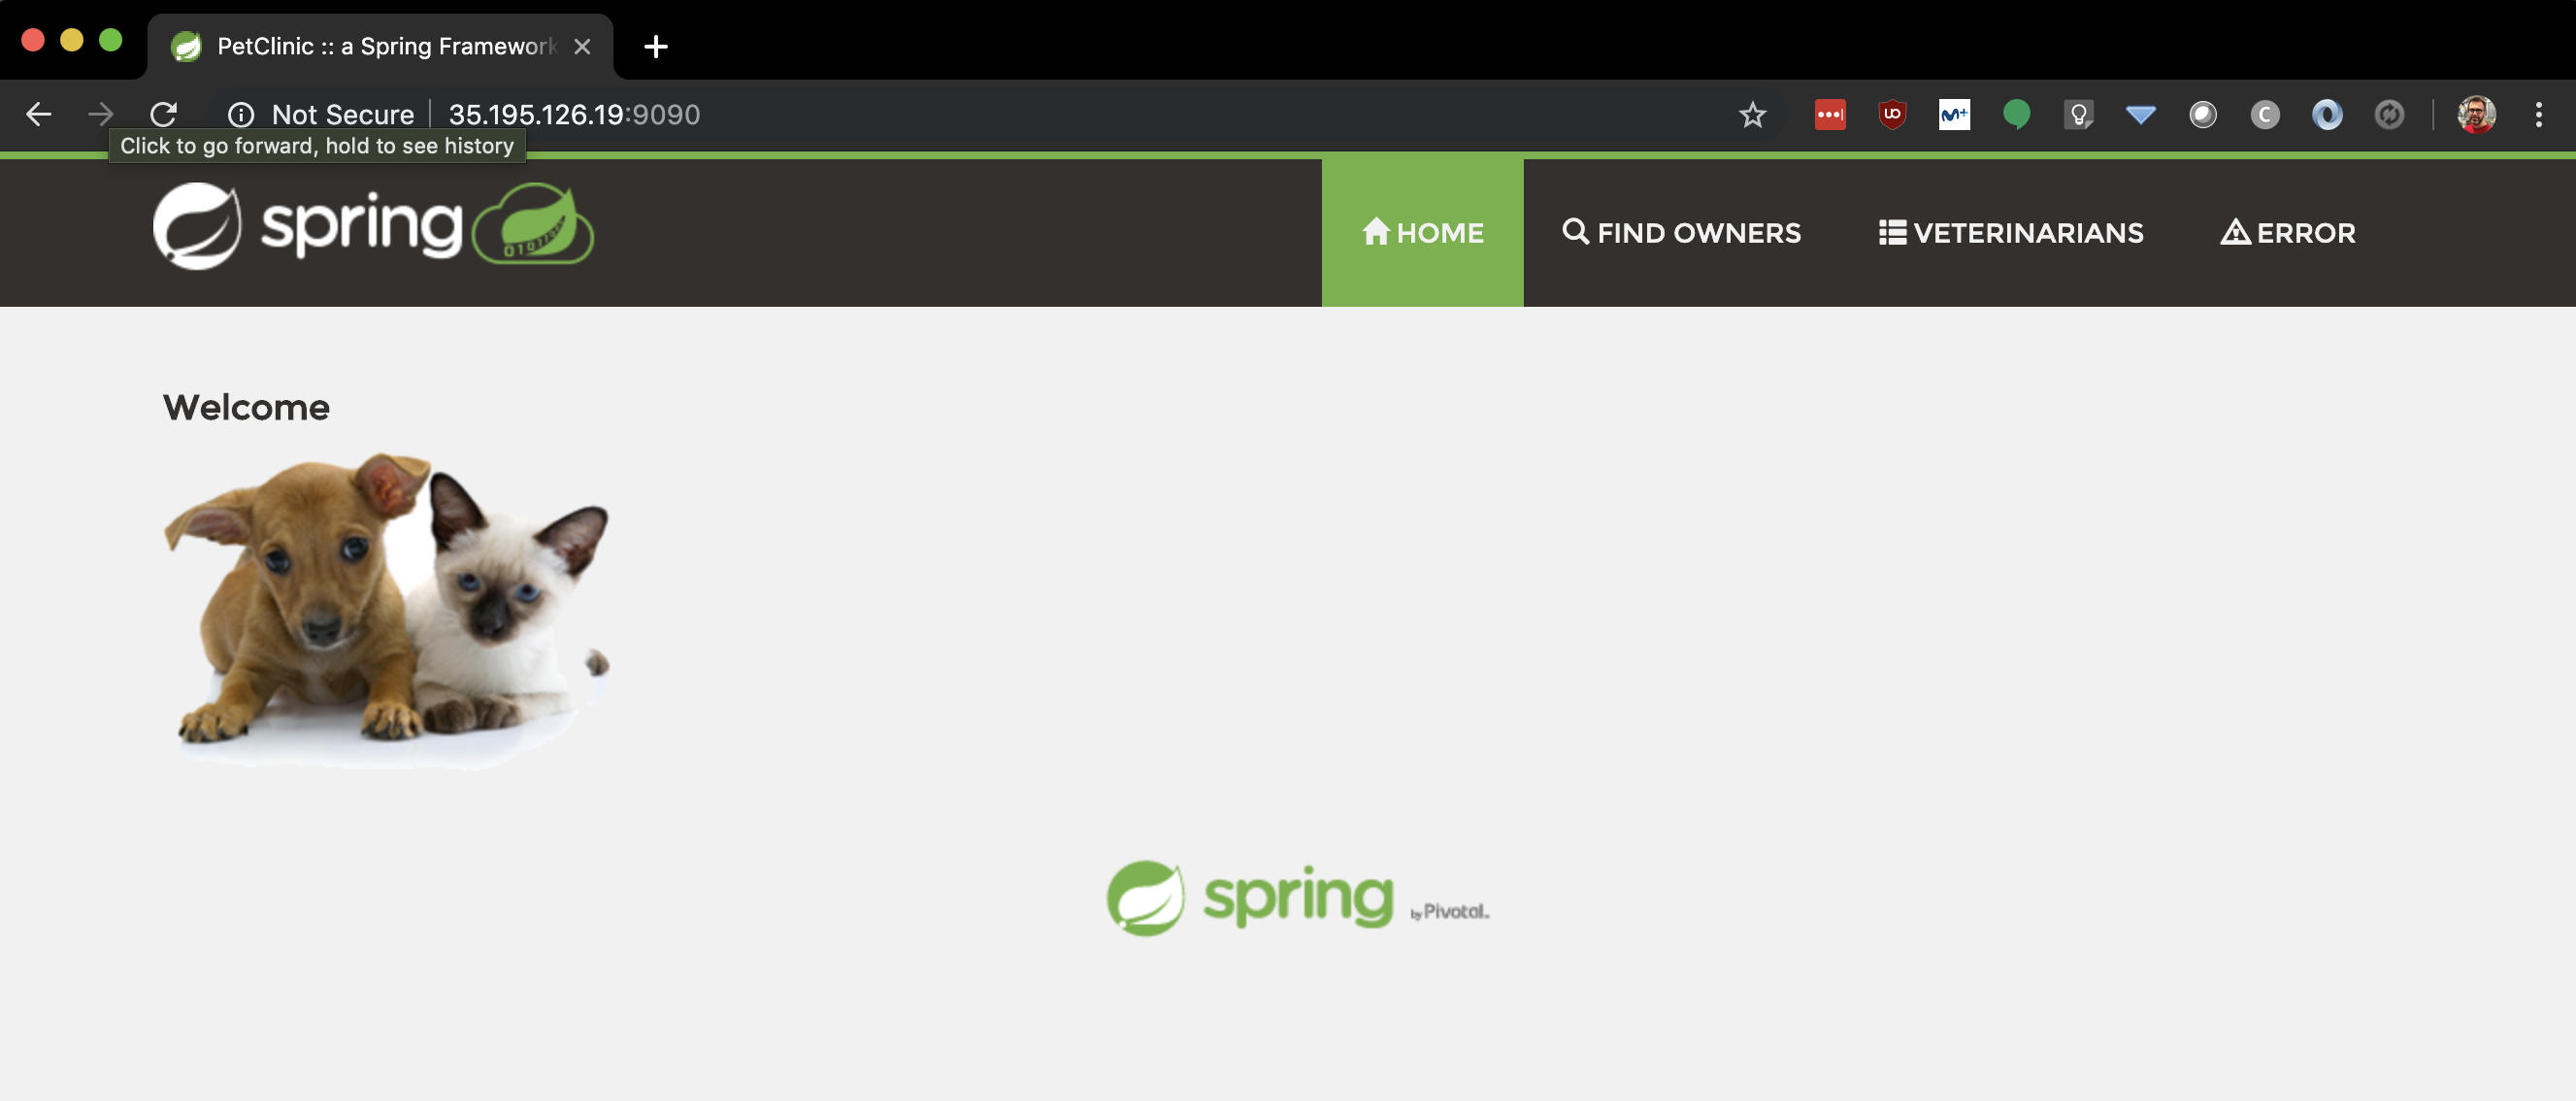 PetClinic :: a Spring Framework
Not Secure 35.195.126.19:9090
Click to go forward, hold to see history
spring
HOME FIND OWNERS VETERINARIANS ERROR
Welcome
spring by Pivotal